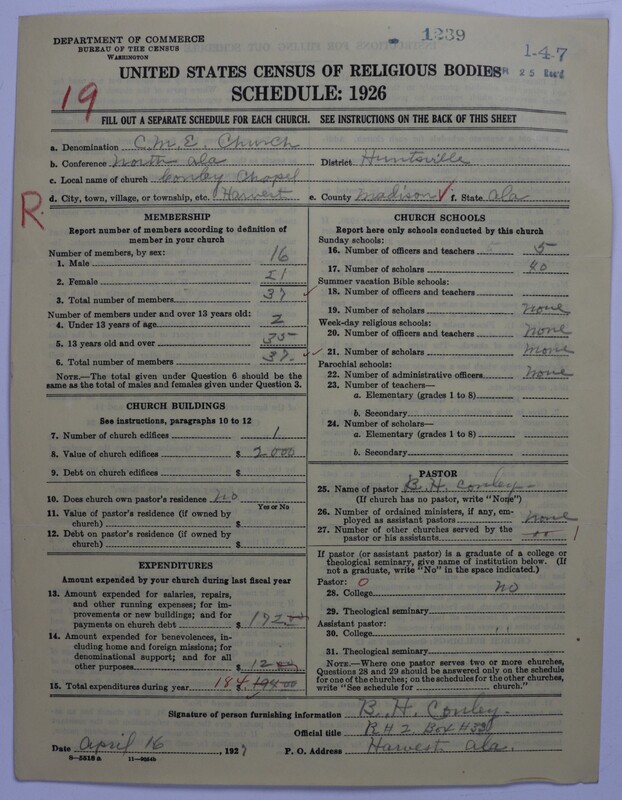 1239
DEPARTMENT OF COMMERCE
BUREAU OF THE CENSUS
WASHINGTON
1-47
25 Rec'd
UNITED STATES CENSUS OF RELIGIOUS BODIES
SCHEDULE: 1926
19
FILL OUT A SEPARATE SCHEDULE FOR EACH CHURCH. SEE INSTRUCTIONS ON THE BACK OF THIS SHEET
a. Denomination C.M.E. Church
b. Conference North Ala District Huntsville
c. Local name of church Conley Chapel
d. City, town, village, or township, etc. Harvest e. County Madison f. State Ala
R
MEMBERSHIP
Report number of members according to definition of
member in your church
Number of members, by sex:
1. Male 16
2. Female 21
3. Total number of members 37
Number of members under and over 13 years old:
4. Under 13 years of age 2
5. 13 years old and over 35
6. Total number of members 37
NOTE.—The total given under Question 6 should be the
same as the total of males and females given under Question 3.
CHURCH BUILDINGS
See instructions, paragraphs 10 to 12
7. Number of church edifices 1
8. Value of church edifices $ 2000
9. Debt on church edifices $
10. Does church own pastor's residence No
Yes or No
11. Value of pastor's residence (if owned by
church) $
12. Debt on pastor's residence (if owned by
church) $
EXPENDITURES
Amount expended by your church during last fiscal year
13. Amount expended for salaries, repairs,
and other running expenses; for im-
provements or new buildings; and for
payments on church debt $ 172.00
14. Amount expended for benevolences, in-
cluding home and foreign missions; for
denominational support; and for all
other purposes $ 12.00
15. Total expenditures during year 184 $ 194.00
CHURCH SCHOOLS
Report here only schools conducted by this church
Sunday schools:
16. Number of officers and teachers 5
17. Number of scholars 40
Summer vacation Bible schools:
18. Number of officers and teachers
19. Number of scholars none
Week-day religious schools:
20. Number of officers and teachers none
21. Number of scholars none
Parochial schools:
22. Number of administrative officers none
23. Number of teachers—
a. Elementary (grades 1 to 8)
b. Secondary
24. Number of scholars—
a. Elementary (grades 1 to 8)
b. Secondary
PASTOR
25. Name of pastor B. H. Conley
(If church has no pastor, write "None")
26. Number of ordained ministers, if any, em-
ployed as assistant pastors none
27. Number of other churches served by the
pastor or his assistants " 1
If pastor (or assistant pastor) is a graduate of a college or
theological seminary, give name of institution below. (If
not a graduate, write "No" in the space indicated.)
Pastor: 0
28. College no
29. Theological seminary
Assistant pastor:
30. College "
31. Theological seminary
NOTE.—Where one pastor serves two or more churches,
Questions 28 and 29 should be answered only on the schedule
for one of the churches; on the schedules for the other churches,
write "See schedule for church."
Signature of person furnishing information B. H. Conley.
Official title R# 2 Box #33
Date April 16, 1927 P. O. Address Harvest Ala.
8-5518a 11-9024b